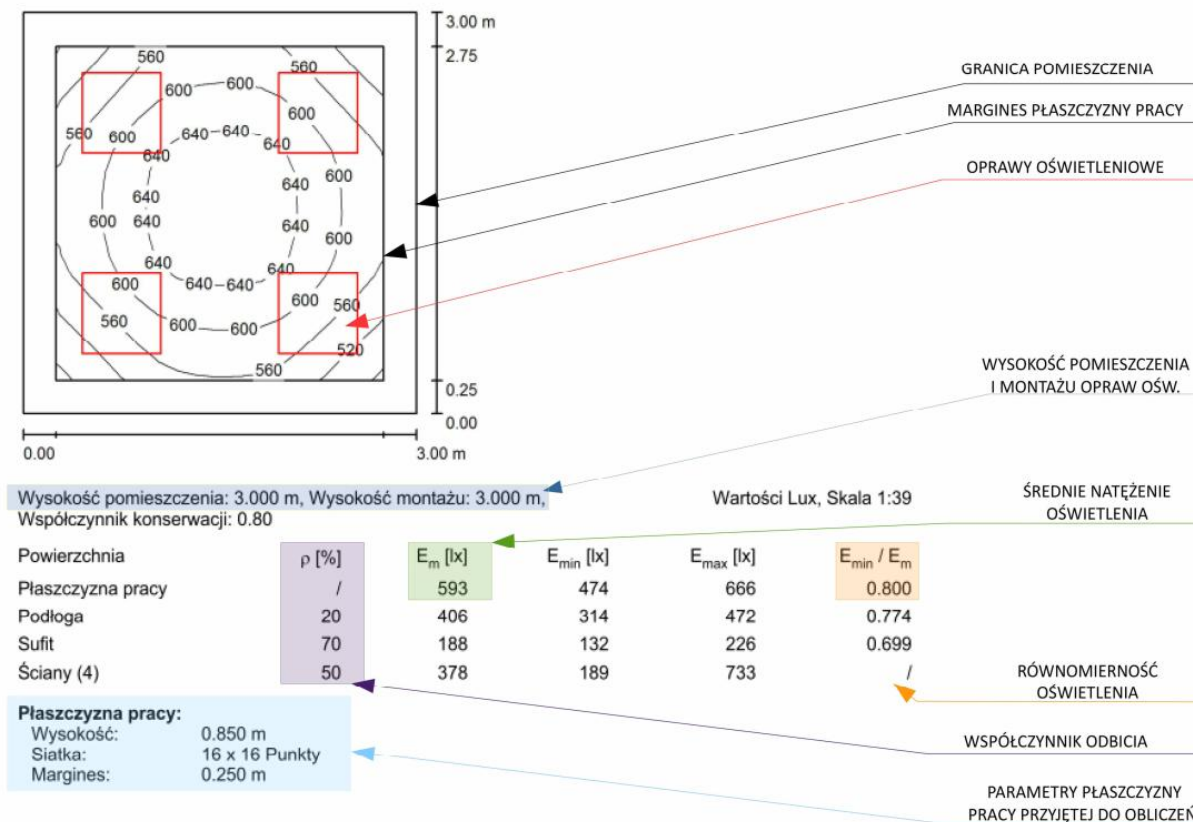 3.00 m
2.75
560 560
600 600
600 600
560 600 600
640 640 640 640
640 640
640 640
600 640 640 600
640 640 600
640 640 640 640
600 600 560
560 600 600
520
560
0.25
0.00
0.00 3.00 m
GRANICA POMIESZCZENIA
MARGINES PŁASZCZYZNY PRACY
OPRAWY OŚWIETLENIOWE
WYSOKOŚĆ POMIESZCZENIA
I MONTAŻU OPRAW OŚW.
Wysokość pomieszczenia: 3.000 m, Wysokość montażu: 3.000 m, Wartości Lux, Skala 1:39
Współczynnik konserwacji: 0.80
ŚREDNIE NATĘŻENIE
OŚWIETLENIA
Powierzchnia ρ [%] Em [lx] Emin [lx] Emax [lx] Emin / Em
Płaszczyzna pracy / 593 474 666 0.800
Podłoga 20 406 314 472 0.774
Sufit 70 188 132 226 0.699
Ściany (4) 50 378 189 733 /
RÓWNOMIERNOŚĆ
OŚWIETLENIA
Płaszczyzna pracy:
Wysokość: 0.850 m
Siatka: 16 x 16 Punkty
Margines: 0.250 m
WSPÓŁCZYNNIK ODBICIA
PARAMETRY PŁASZCZYZNY
PRACY PRZYJĘTEJ DO OBLICZEŃ